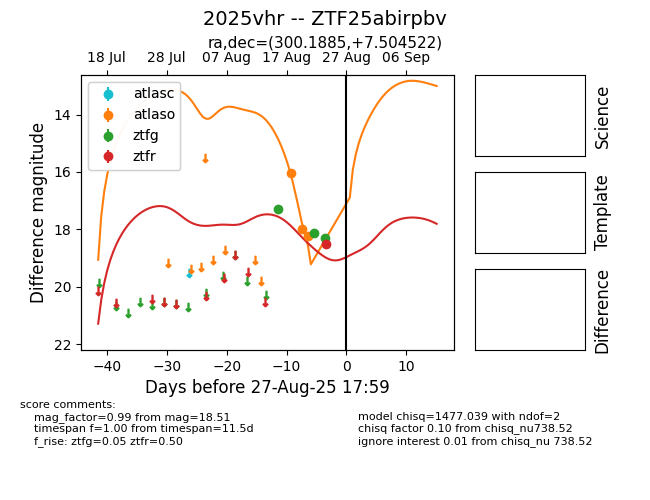 2025vhr -- ZTF25abirpbv
ra,dec=(300.1885,+7.504522)
18 Jul 28 Jul 07 Aug 17 Aug 27 Aug 06 Sep
atlasc
atlaso
ztfg
ztfr
14
16
18
20
22
Difference magnitude
−40 −30 −20 −10 0 10
Days before 27-Aug-25 17:59
Science
Template
Difference
score comments:
mag_factor=0.99 from mag=18.51
timespan f=1.00 from timespan=11.5d
f_rise: ztfg=0.05 ztfr=0.50
model chisq=1477.039 with ndof=2
chisq factor 0.10 from chisq_nu738.52
ignore interest 0.01 from chisq_nu 738.52